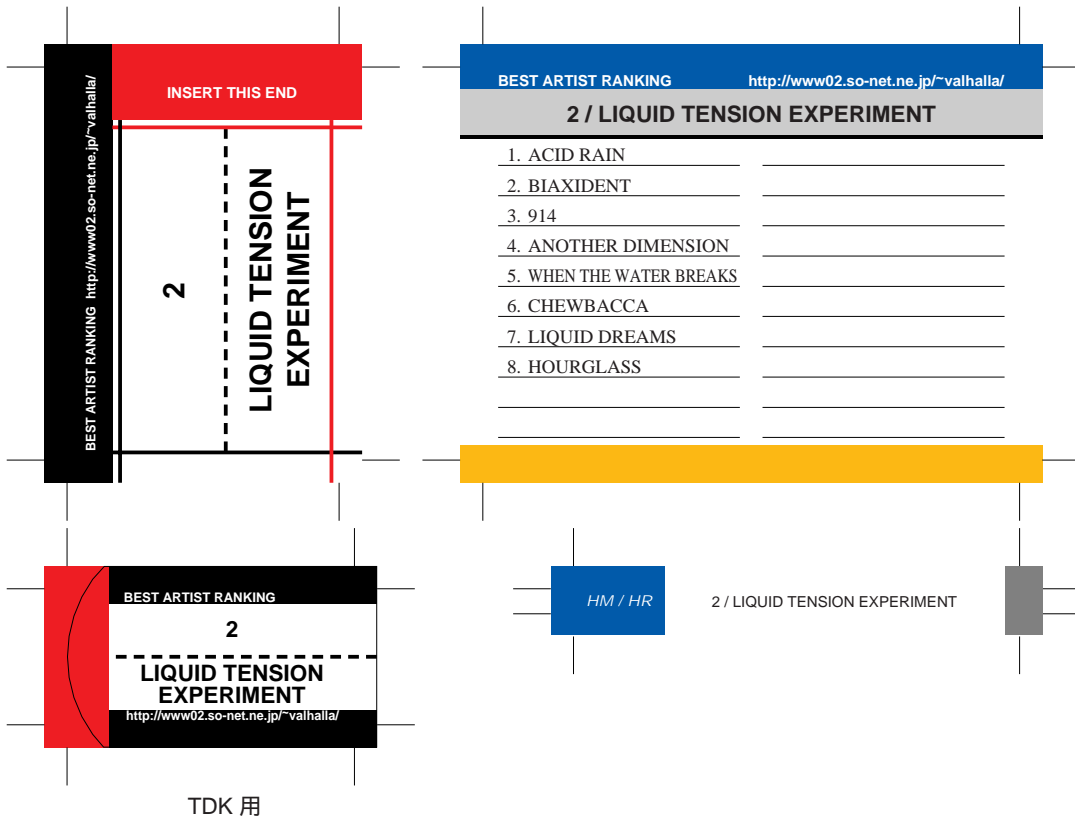 BEST ARTIST RANKING http://www02.so-net.ne.jp/~valhalla/
INSERT THIS END
2
LIQUID TENSION
EXPERIMENT
BEST ARTIST RANKING http://www02.so-net.ne.jp/~valhalla/
2 / LIQUID TENSION EXPERIMENT
1. ACID RAIN
2. BIAXIDENT
3. 914
4. ANOTHER DIMENSION
5. WHEN THE WATER BREAKS
6. CHEWBACCA
7. LIQUID DREAMS
8. HOURGLASS
BEST ARTIST RANKING
2
LIQUID TENSION
EXPERIMENT
http://www02.so-net.ne.jp/~valhalla/
HM / HR
2 / LIQUID TENSION EXPERIMENT
TDK 用